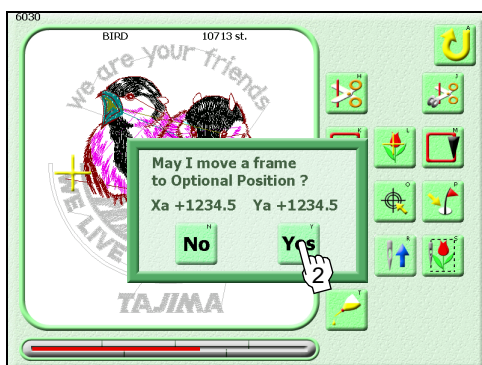 6030
BIRD 10713 st.
we are your friends
May I move a frame
to Optional Position ?
Xa +1234.5 Ya +1234.5
N
No
Y
Yes
2
WE LIVE
TAJIMA
A
H
J
K
L
M
P
R
S
T